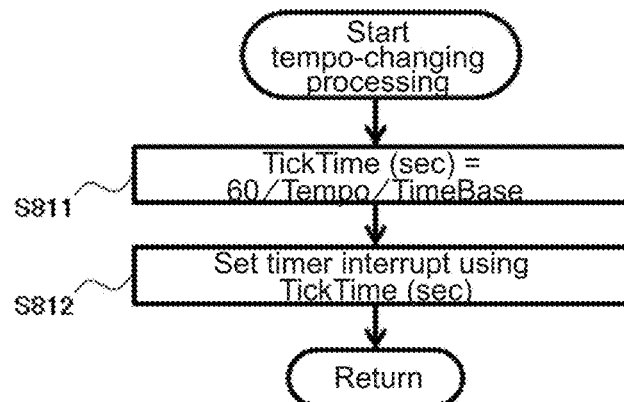 Start
tempo-changing
processing
TickTime (sec) =
60/Tempo/TimeBase
S811
Set timer interrupt using
TickTime (sec)
S812
Return